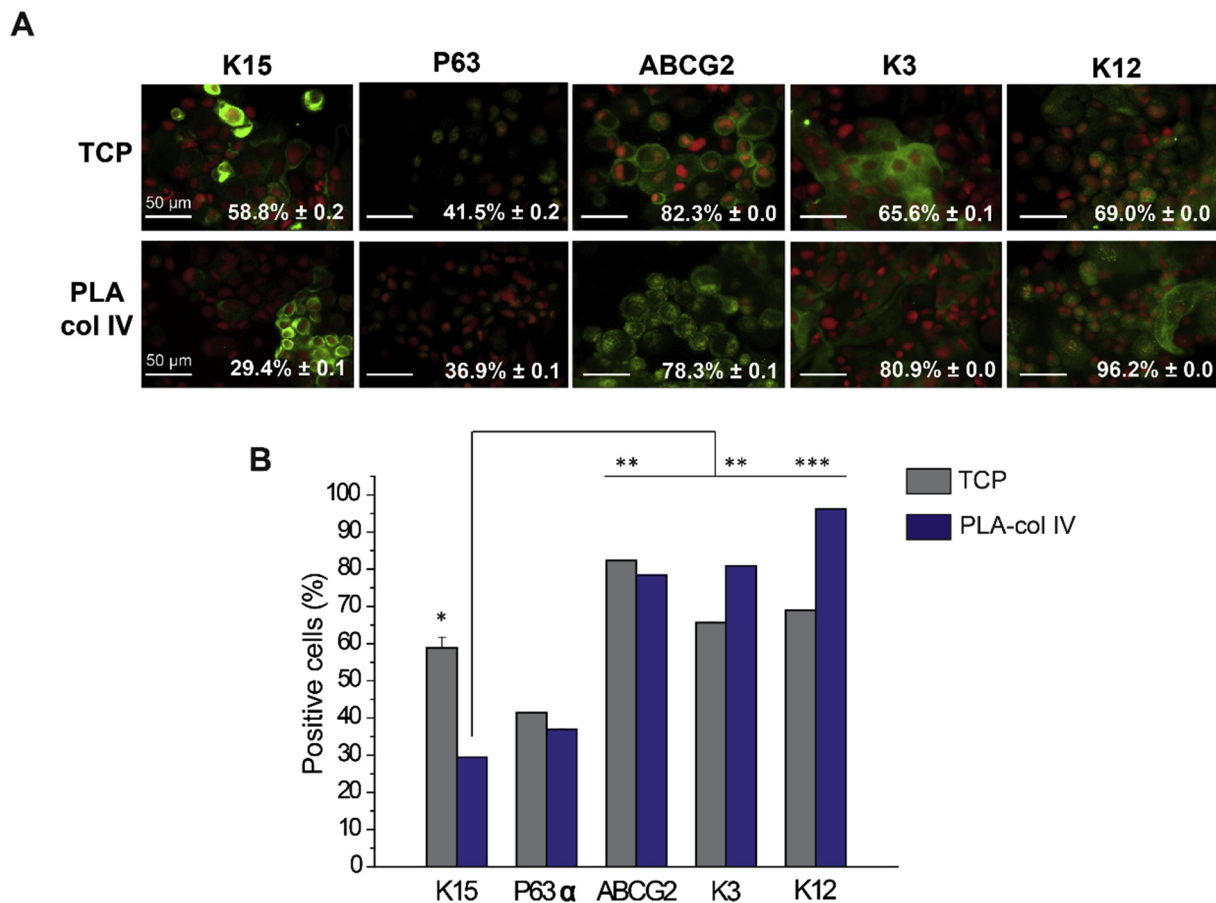 A
K15 P63 ABCG2 K3 K12
TCP
50 µm 58.8% ± 0.2 41.5% ± 0.2 82.3% ± 0.0 65.6% ± 0.1 69.0% ± 0.0
PLA
col IV
50 µm 29.4% ± 0.1 36.9% ± 0.1 78.3% ± 0.1 80.9% ± 0.0 96.2% ± 0.0
B
** ** ***
*
TCP
PLA-col IV
Positive cells (%)
100
90
80
70
60
50
40
30
20
10
0
K15 P63 α ABCG2 K3 K12